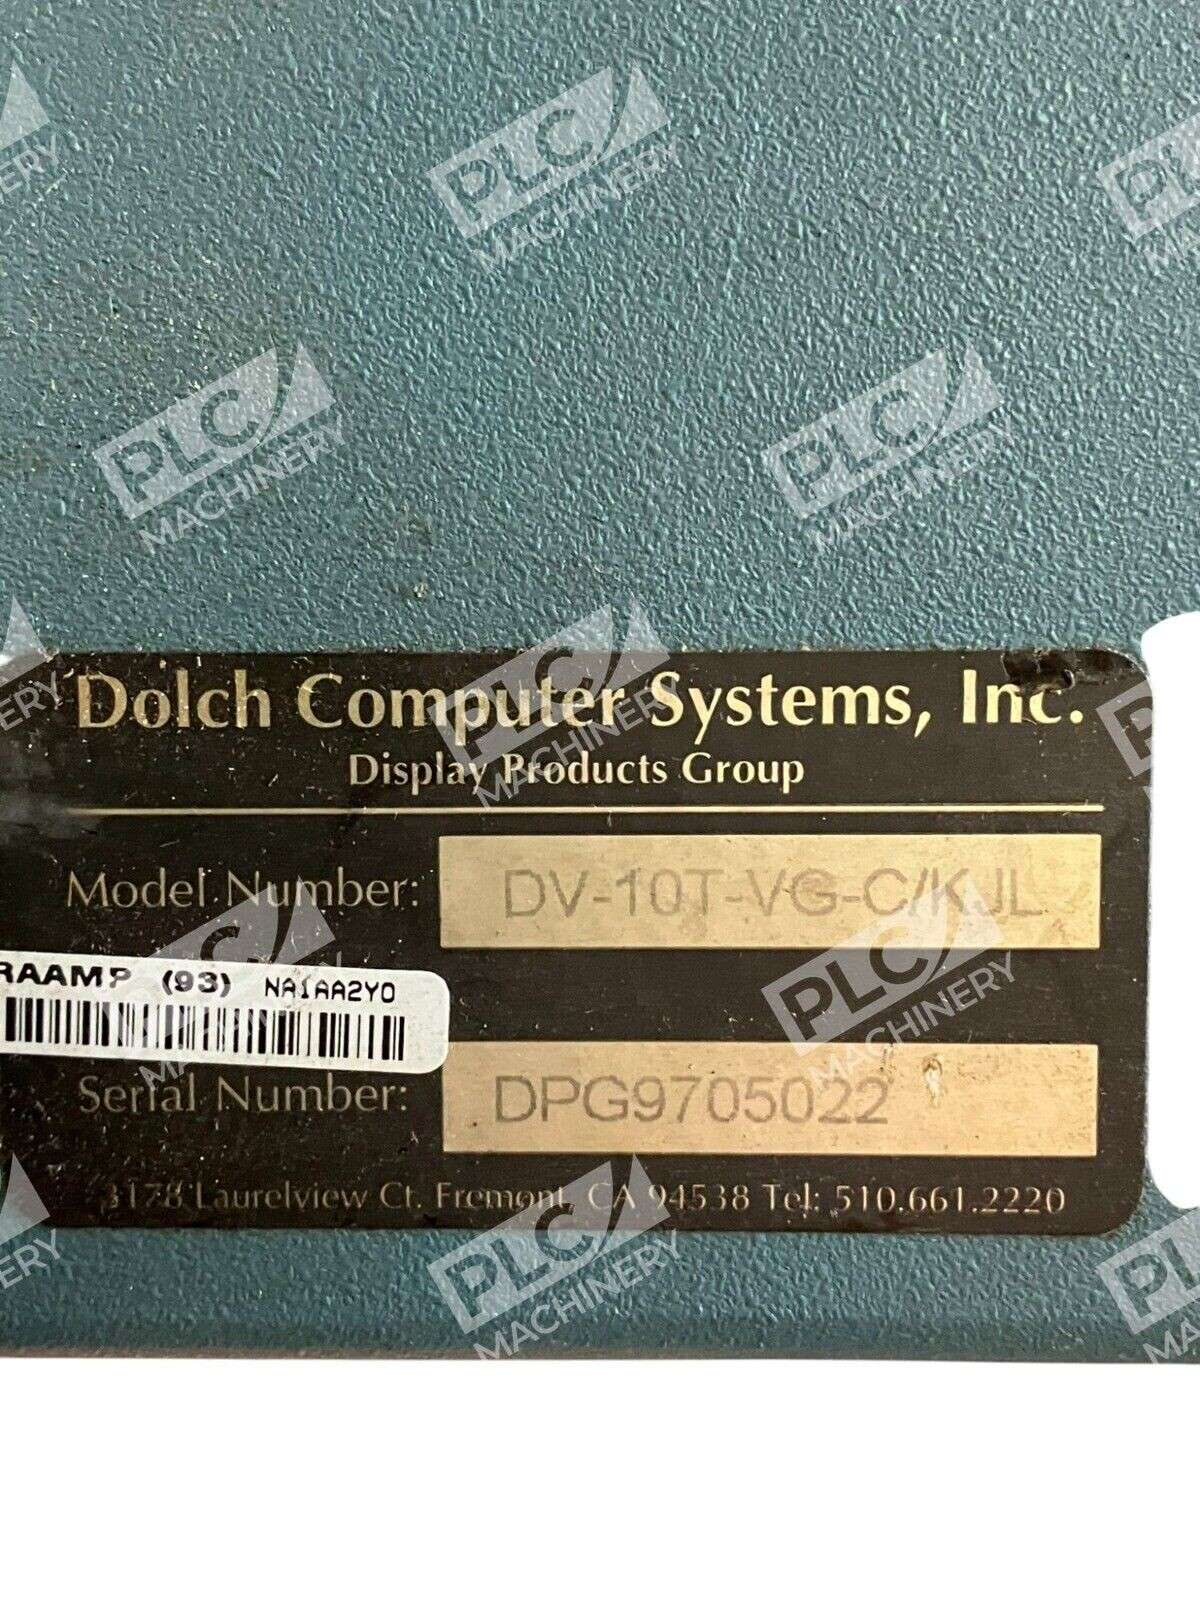 Dolch Computer Systems, Inc.
Display Products Group
Model Number: DV-10T-VG-C/KJL
RAAMP (93) NA1AA2Y0
Serial Number: DPG9705022
3178 Laurelview Ct. Fremont, CA 94538 Tel: 510.661.2220
PLC
MACHINERY